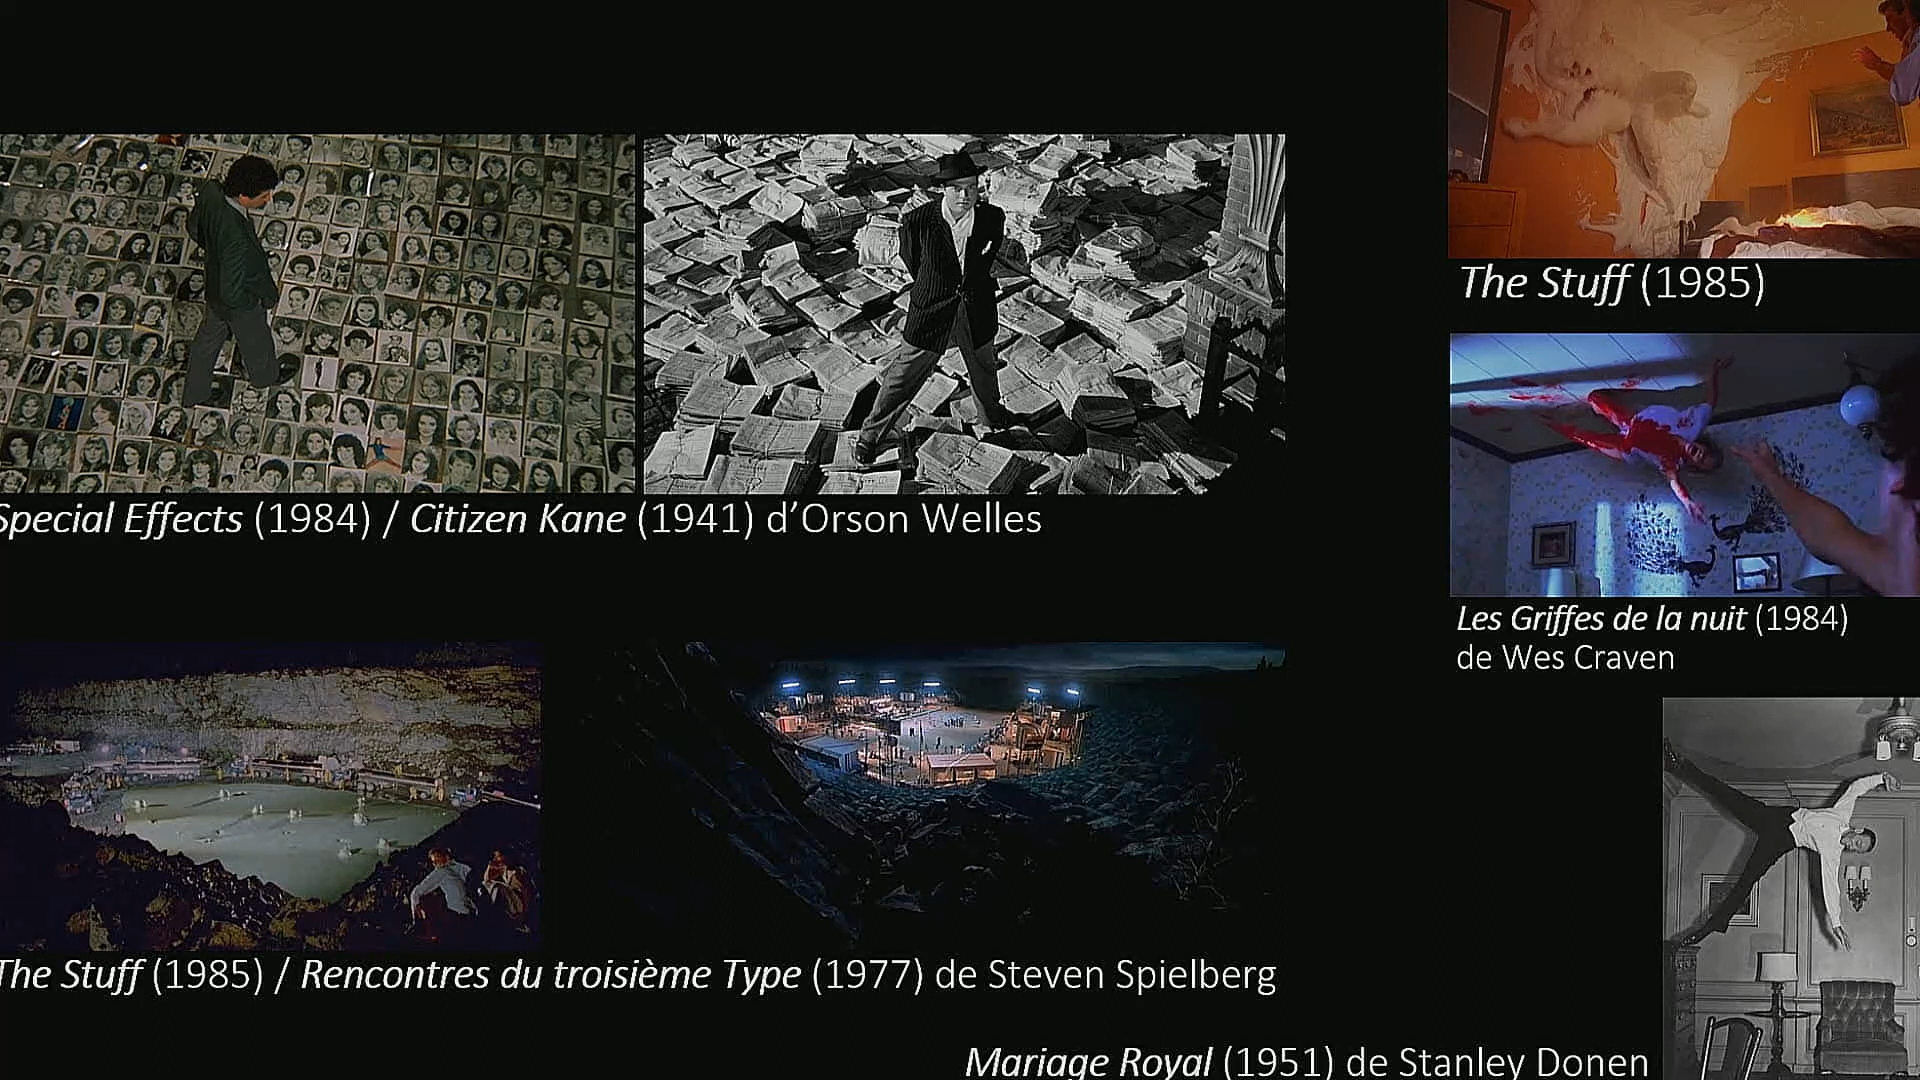 Special Effects (1984) / Citizen Kane (1941) d’Orson Welles
The Stuff (1985)
Les Griffes de la nuit (1984)
de Wes Craven
The Stuff (1985) / Rencontres du troisième Type (1977) de Steven Spielberg
Mariage Royal (1951) de Stanley Donen